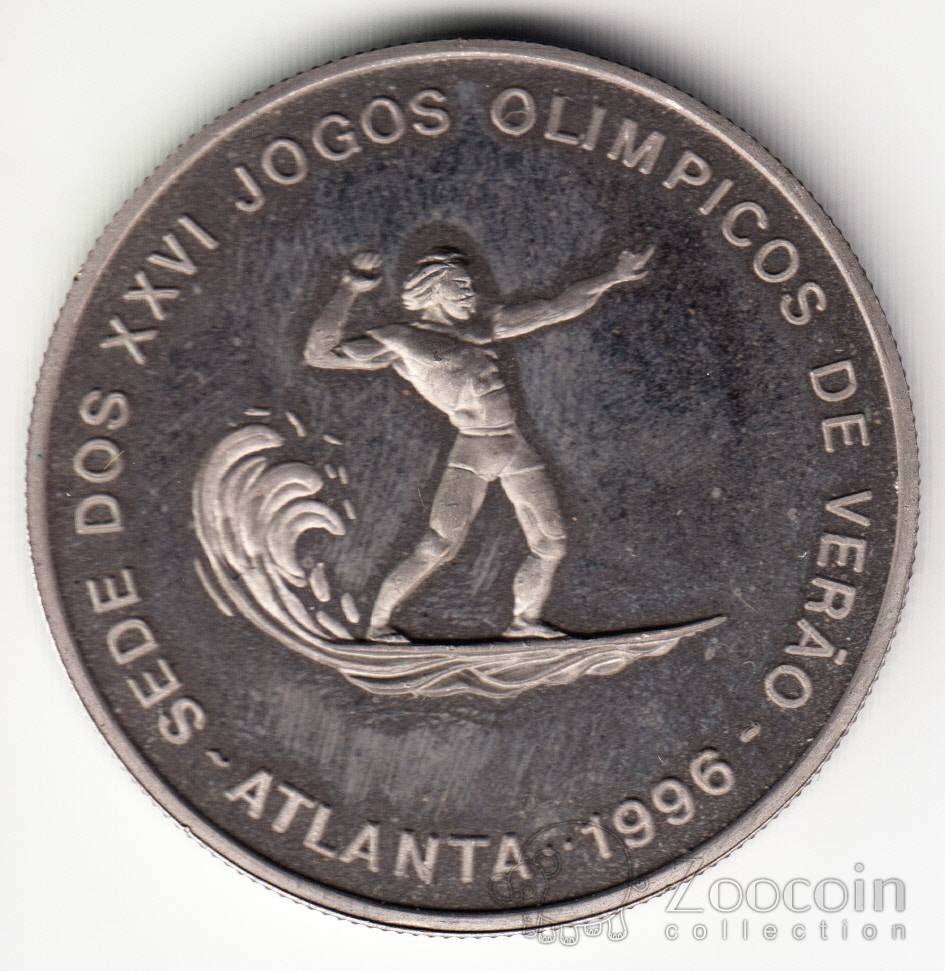 SEDE DOS XXVI JOGOS OLIMPICOS DE VERÃO
~ ATLANTA .. 1996 -
Zoocoin
collection